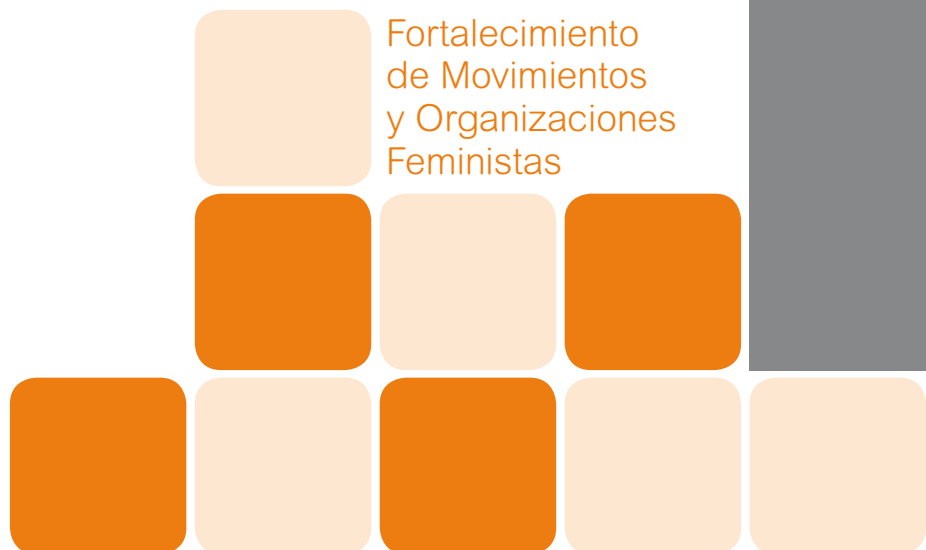 Fortalecimiento
de Movimientos
y Organizaciones
Feministas